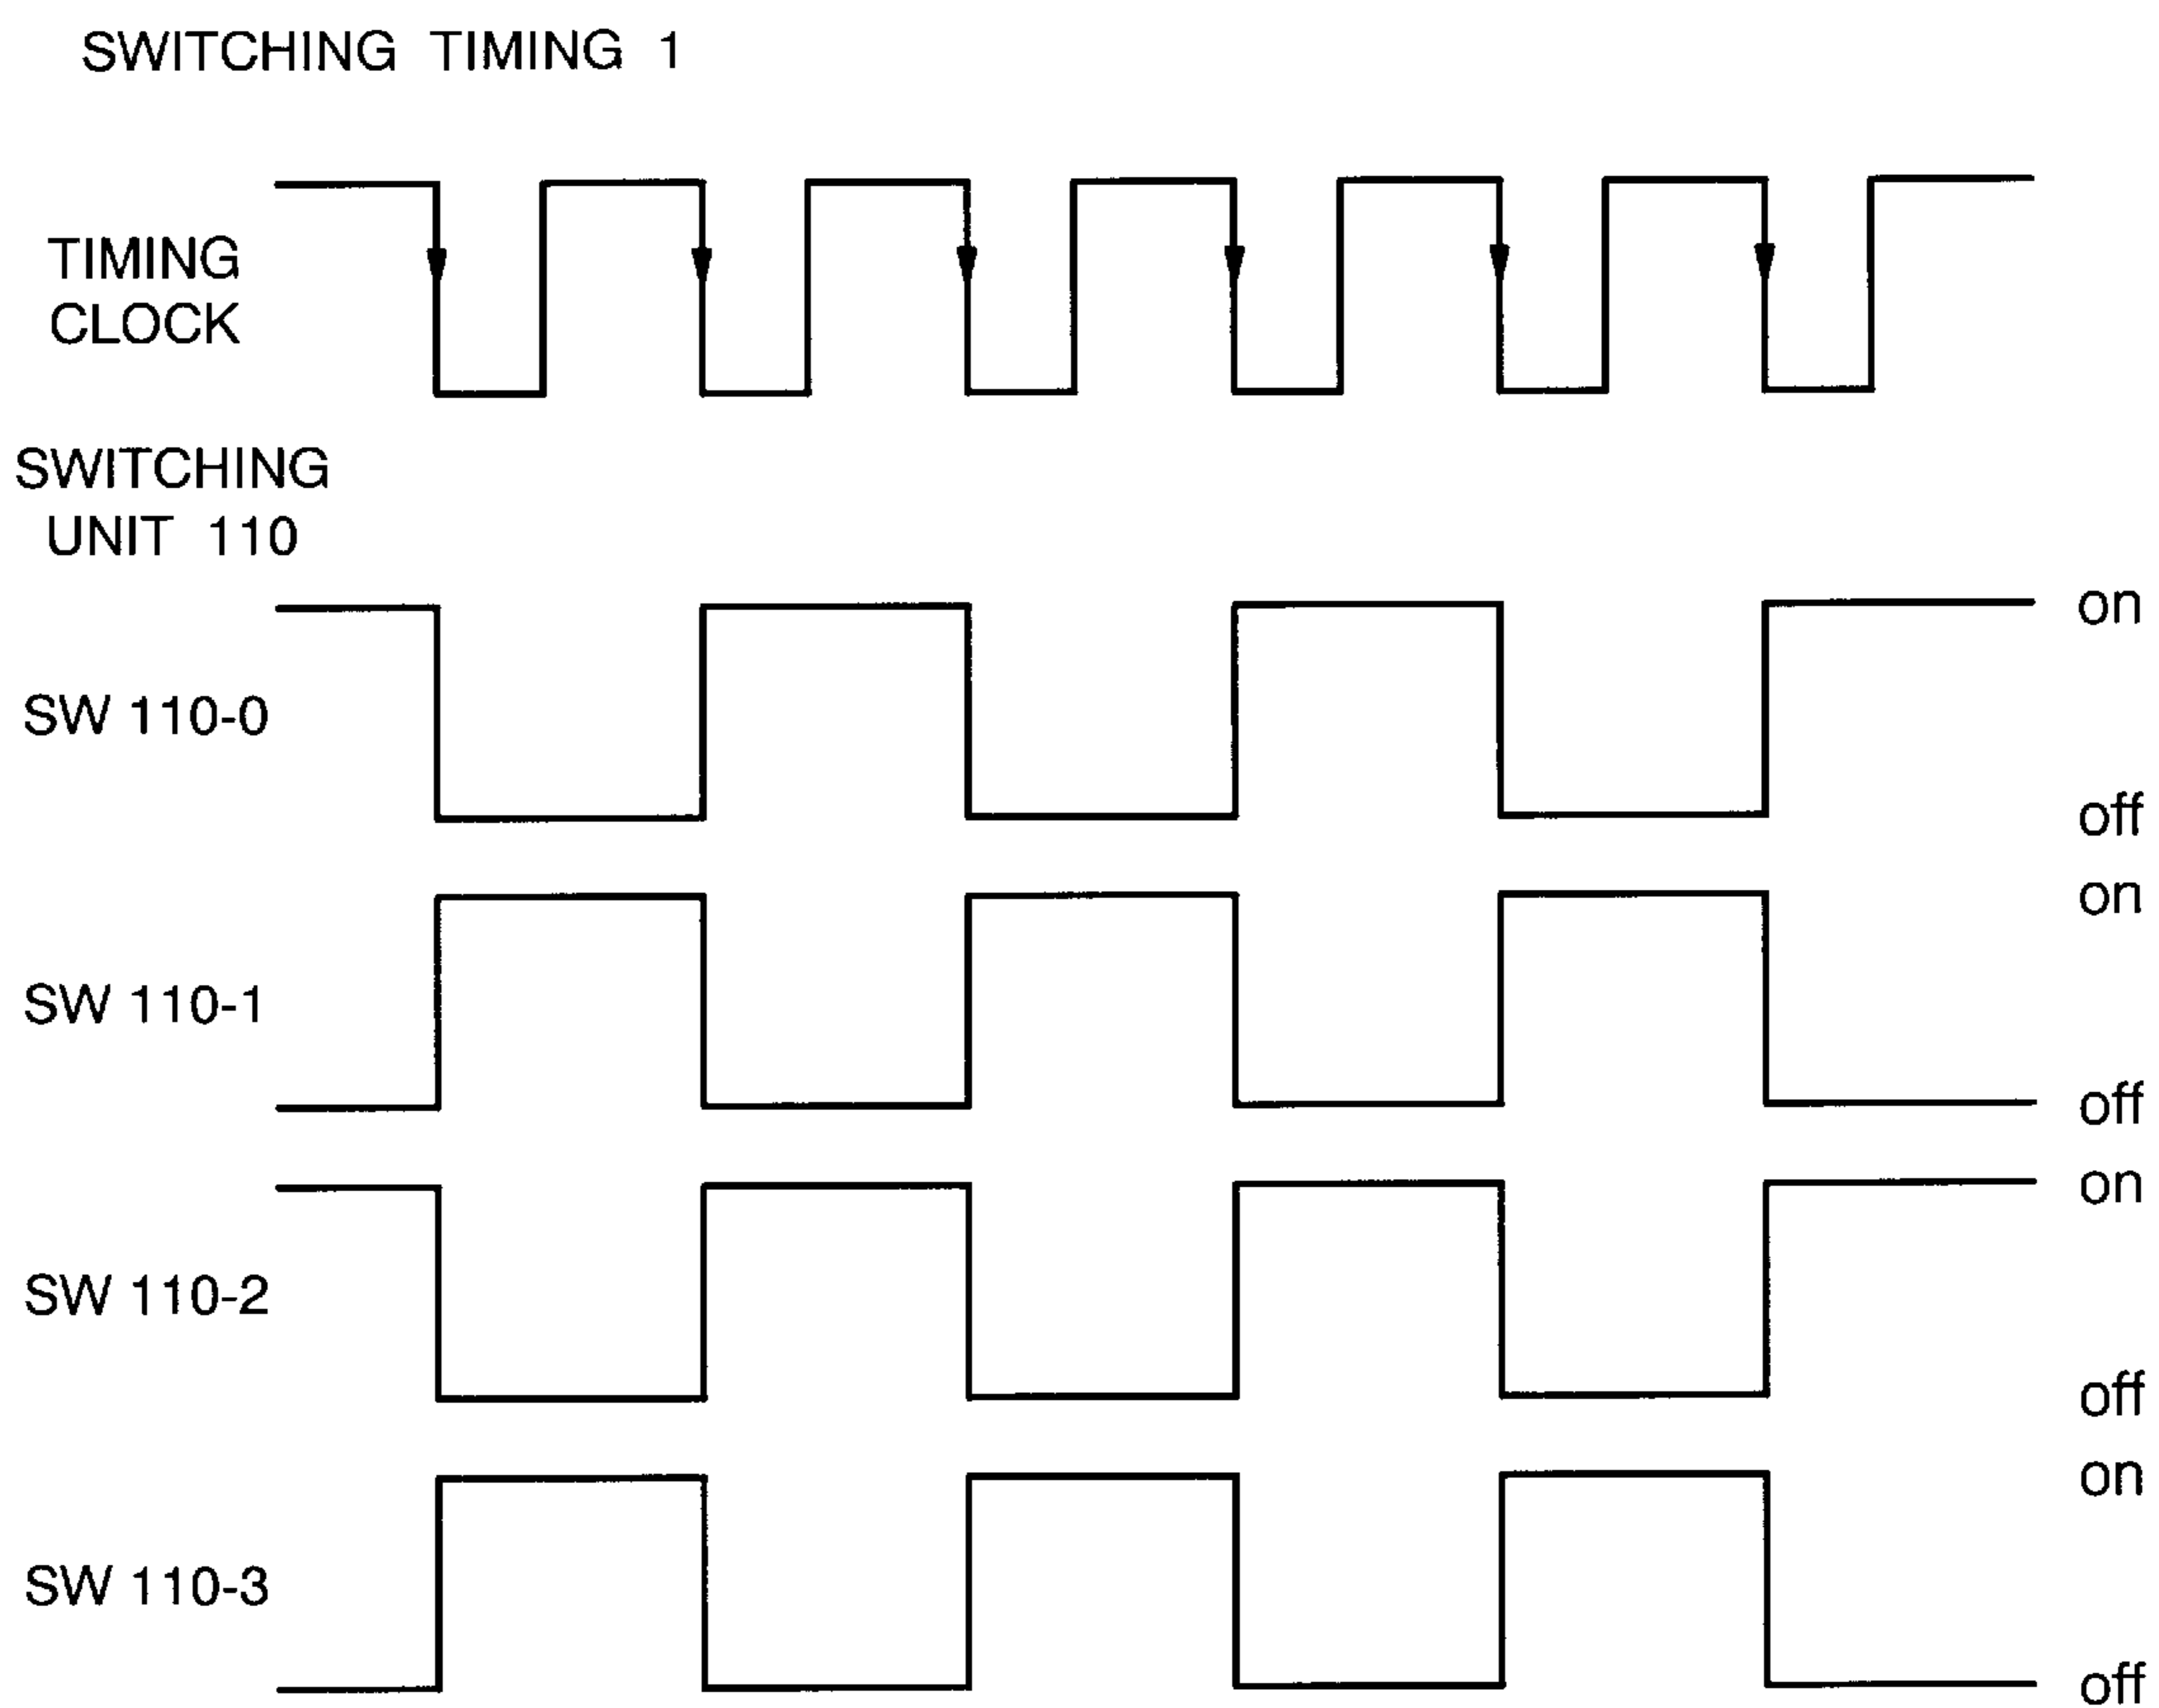 SWITCHING TIMING 1
TIMING
CLOCK
SWITCHING
UNIT 110
on
SW 110-0
off
on
SW 110-1
off
on
SW 110-2
off
on
SW 110-3
off